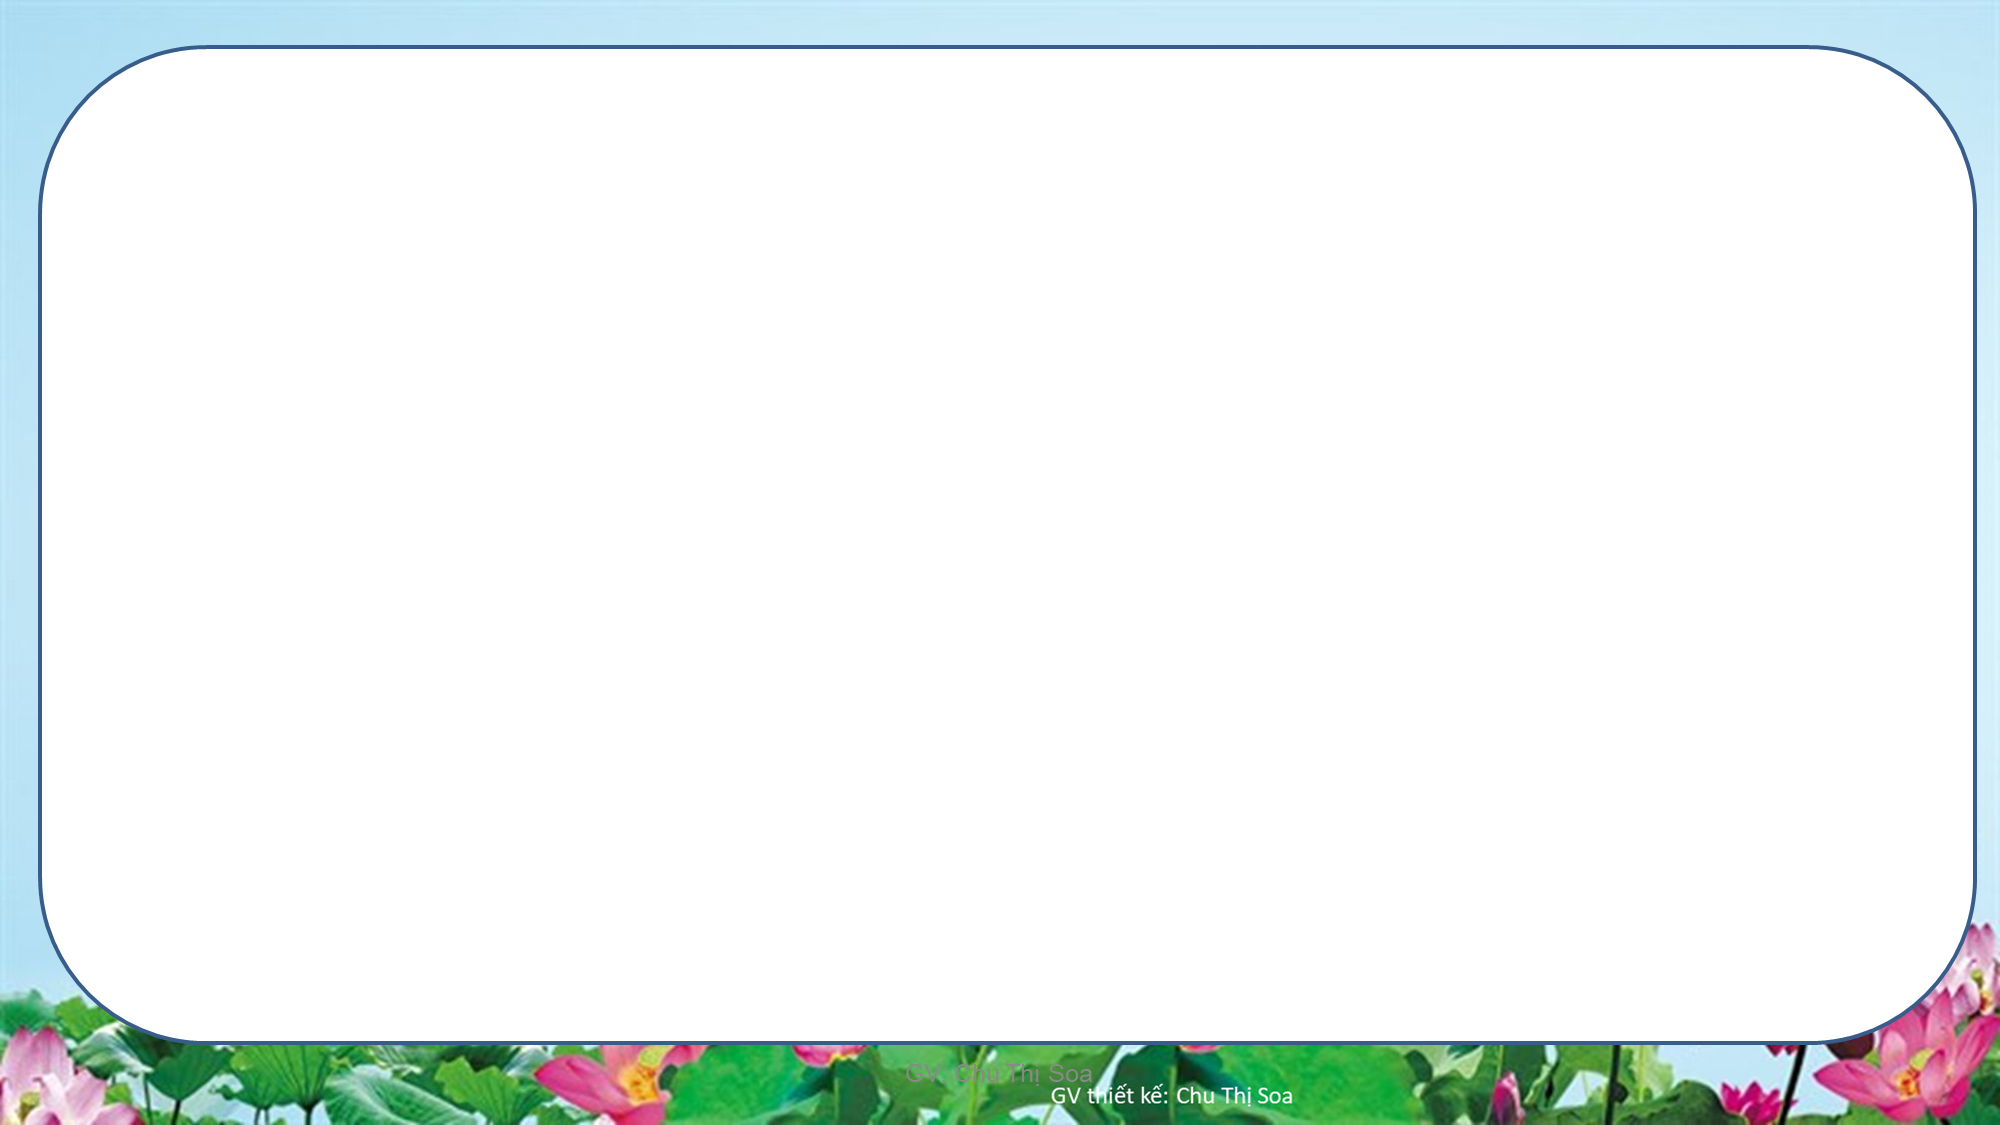 GV: Chu Thị Soa
GV thiết kế: Chu Thị Soa